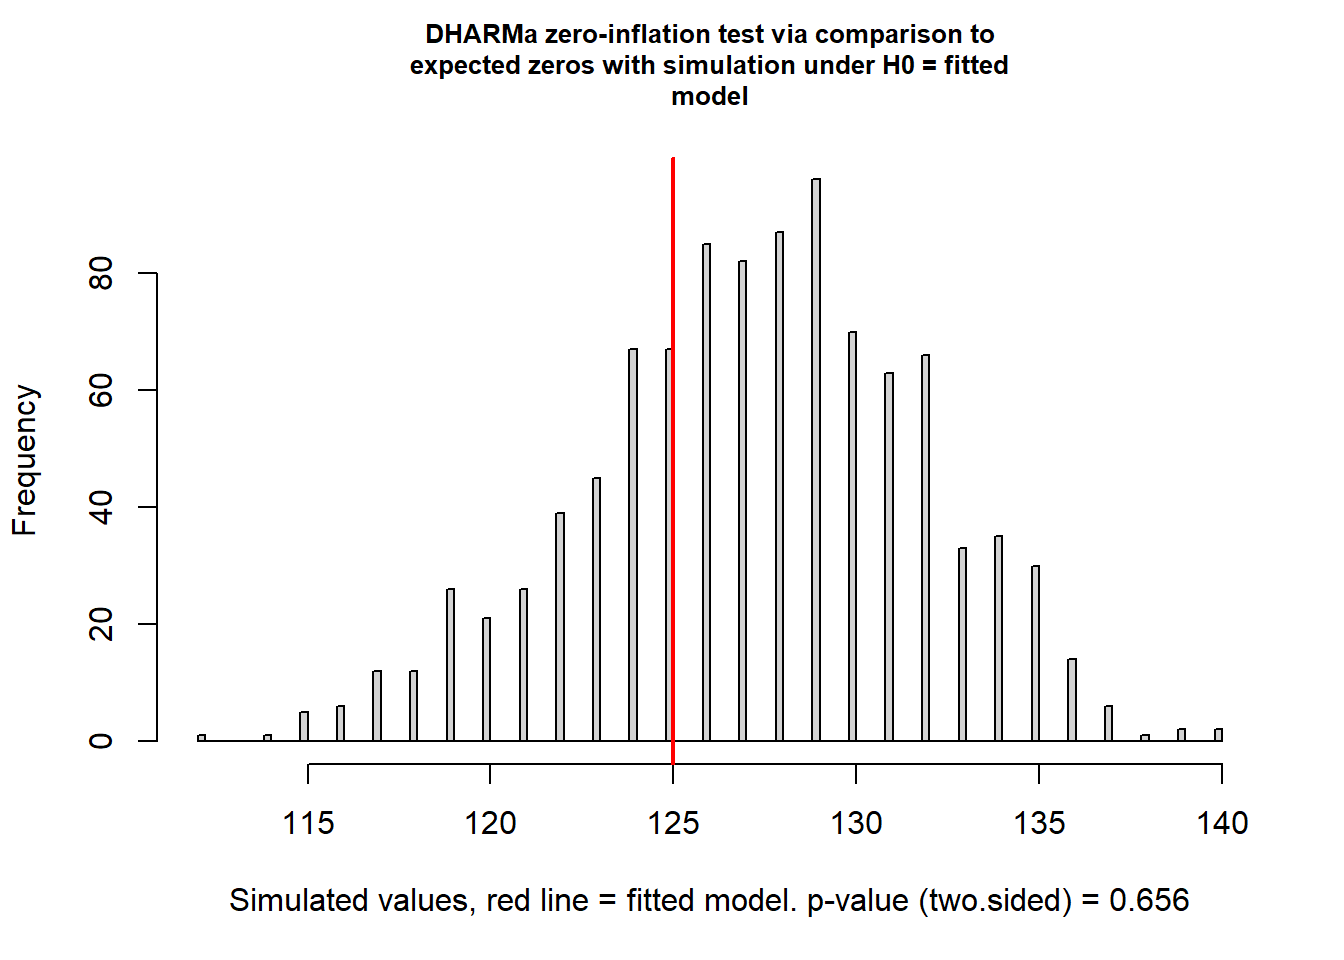 DHARMa zero-inflation test via comparison to
expected zeros with simulation under H0 = fitted
model
Frequency
80
60
40
20
0
115 120 125 130 135 140
Simulated values, red line = fitted model. p-value (two.sided) = 0.656